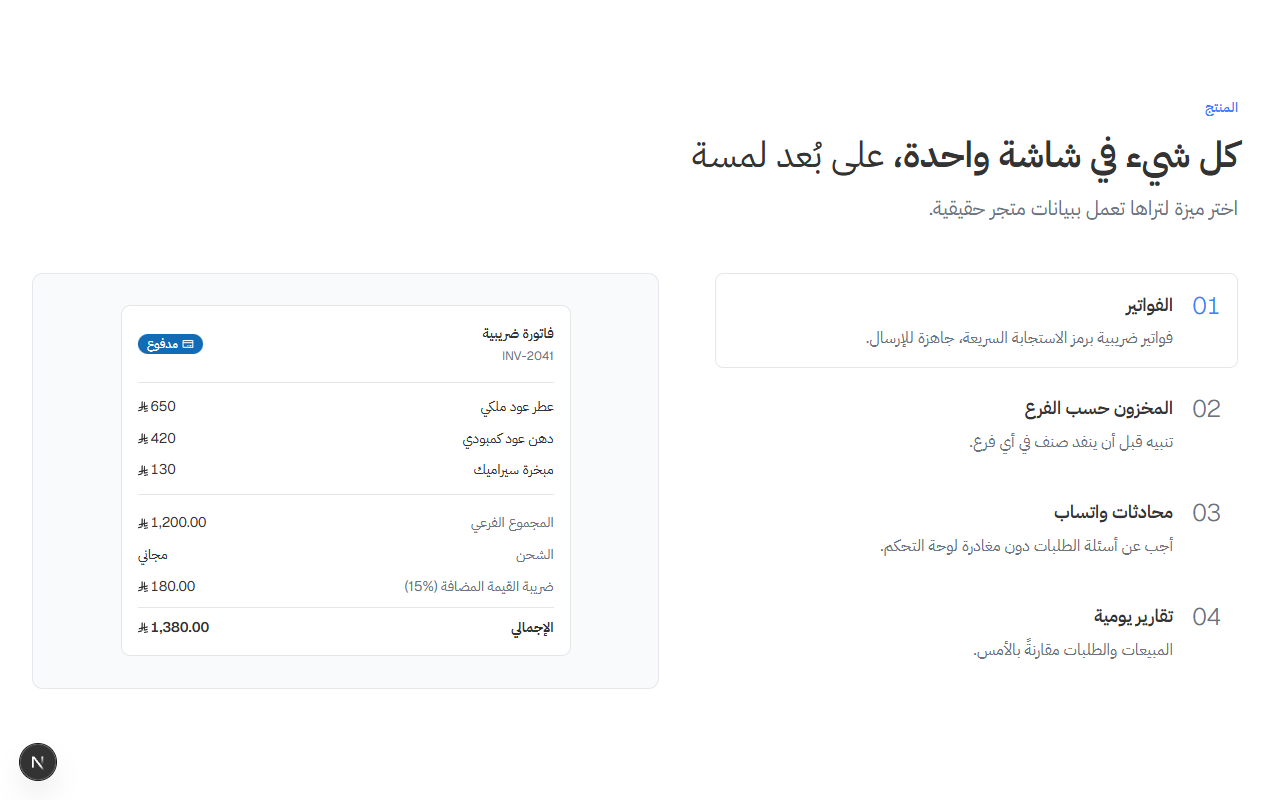 المنتج
كل شيء في شاشة واحدة، على بُعد لمسة
اختر ميزة لتراها تعمل ببيانات متجر حقيقية.
01 الفواتير
فواتير ضريبية برمز الاستجابة السريعة، جاهزة للإرسال.
02 المخزون حسب الفرع
تنبيه قبل أن ينفد صنف في أي فرع.
03 محادثات واتساب
أجب عن أسئلة الطلبات دون مغادرة لوحة التحكم.
04 تقارير يومية
المبيعات والطلبات مقارنةً بالأمس.
فاتورة ضريبية
INV-2041
مدفوع
عطر عود ملكي 650 ⃁
دهن عود كمبودي 420 ⃁
مبخرة سيراميك 130 ⃁
المجموع الفرعي 1,200.00 ⃁
الشحن مجاني
ضريبة القيمة المضافة (15%) 180.00 ⃁
الإجمالي 1,380.00 ⃁
N